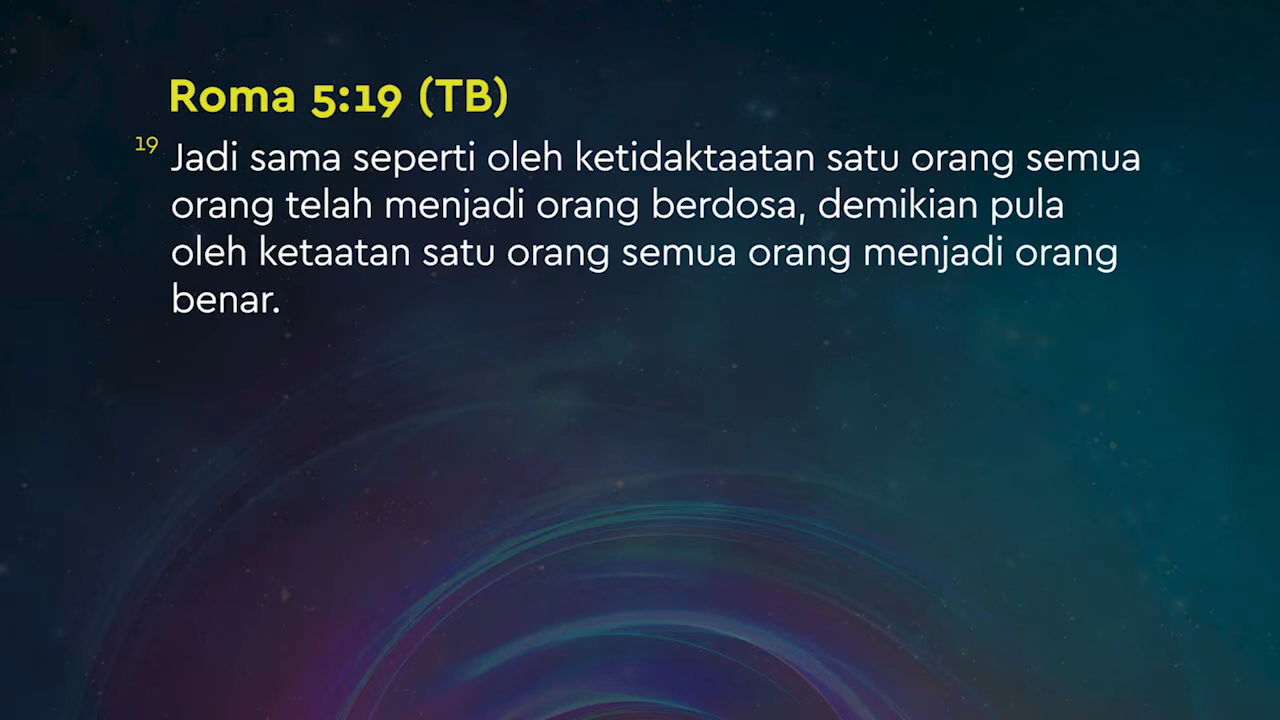 Roma 5:19 (TB)
19 Jadi sama seperti oleh ketidaktaatan satu orang semua
orang telah menjadi orang berdosa, demikian pula
oleh ketaatan satu orang semua orang menjadi orang
benar.